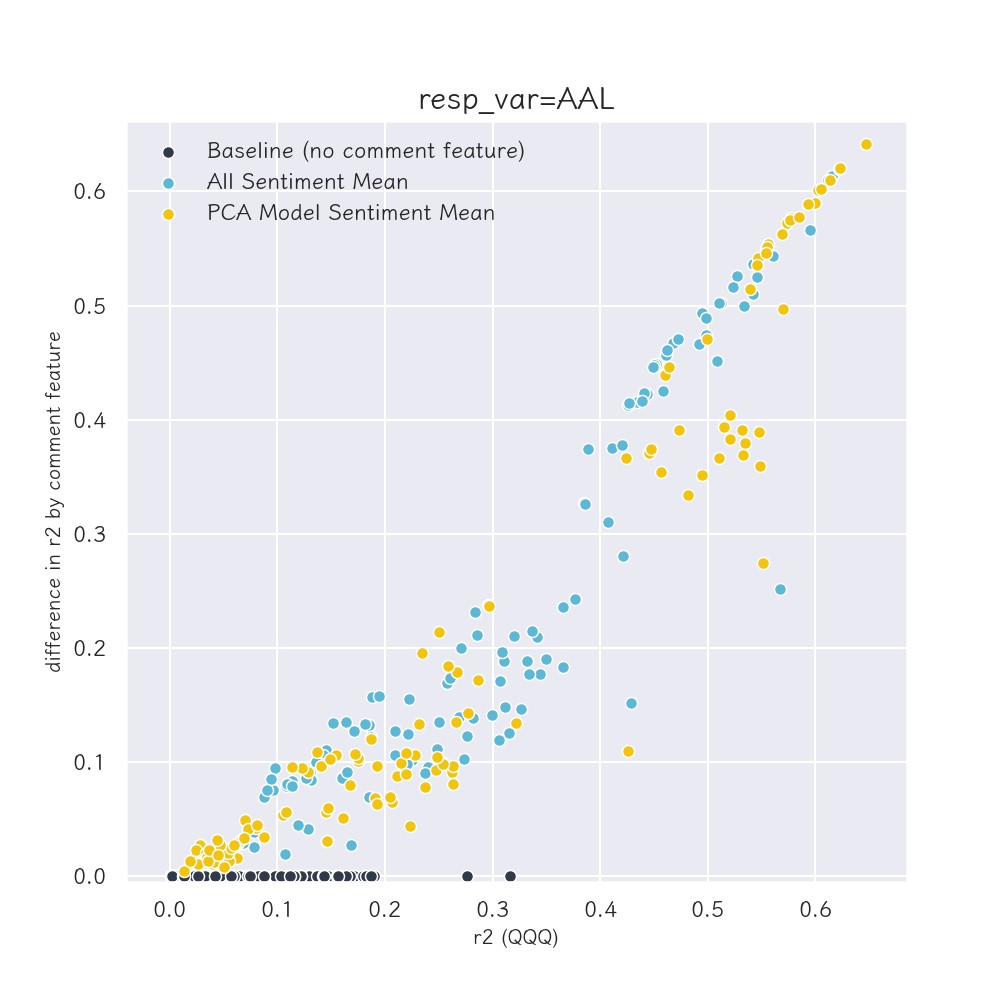 resp_var=AAL
Baseline (no comment feature)
All Sentiment Mean
PCA Model Sentiment Mean
difference in r2 by comment feature
0.6
0.5
0.4
0.3
0.2
0.1
0.0
0.0 0.1 0.2 0.3 0.4 0.5 0.6
r2 (QQQ)